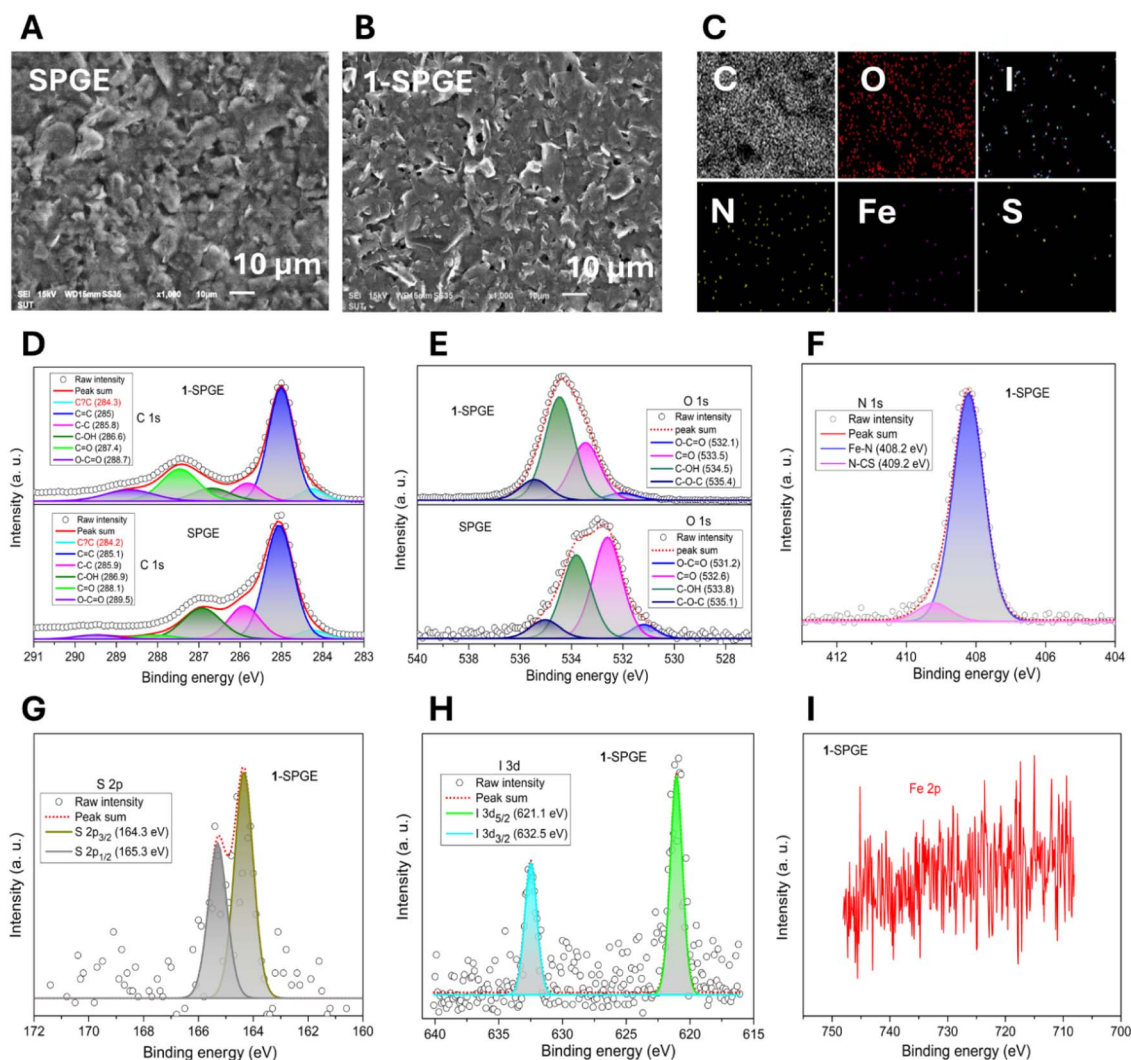 A
SPGE
10 µm
SEI 15kV WD15mm SS35 x1,000 10µm
SUT
B
1-SPGE
10 µm
SEI 15kV WD15mm SS35 x1,000 10µm
SUT
C
C
O
I
N
Fe
S
D
Raw intensity
Peak sum
C?C (284.3)
C=C (285)
C-C (285.8)
C-OH (286.6)
C=O (287.4)
O-C=O (288.7)
C 1s
1-SPGE
Raw intensity
Peak sum
C?C (284.2)
C=C (285.1)
C-C (285.9)
C-OH (286.9)
C=O (288.1)
O-C=O (289.5)
C 1s
SPGE
Intensity (a. u.)
291 290 289 288 287 286 285 284 283
Binding energy (eV)
E
1-SPGE
O 1s
Raw intensity
peak sum
O-C=O (532.1)
C=O (533.5)
C-OH (534.5)
C-O-C (535.4)
SPGE
O 1s
Raw intensity
peak sum
O-C=O (531.2)
C=O (532.6)
C-OH (533.8)
C-O-C (535.1)
Intensity (a. u.)
540 538 536 534 532 530 528
Binding energy (eV)
F
N 1s
Raw intensity
Peak sum
Fe-N (408.2 eV)
N-CS (409.2 eV)
1-SPGE
Intensity (a. u.)
412 410 408 406 404
Binding energy (eV)
G
S 2p
Raw intensity
Peak sum
S 2p3/2 (164.3 eV)
S 2p1/2 (165.3 eV)
1-SPGE
Intensity (a. u.)
172 170 168 166 164 162 160
Binding energy (eV)
H
I 3d
Raw intensity
Peak sum
I 3d5/2 (621.1 eV)
I 3d3/2 (632.5 eV)
1-SPGE
Intensity (a. u.)
640 635 630 625 620 615
Binding energy (eV)
I
1-SPGE
Fe 2p
Intensity (a. u.)
750 740 730 720 710 700
Binding energy (eV)